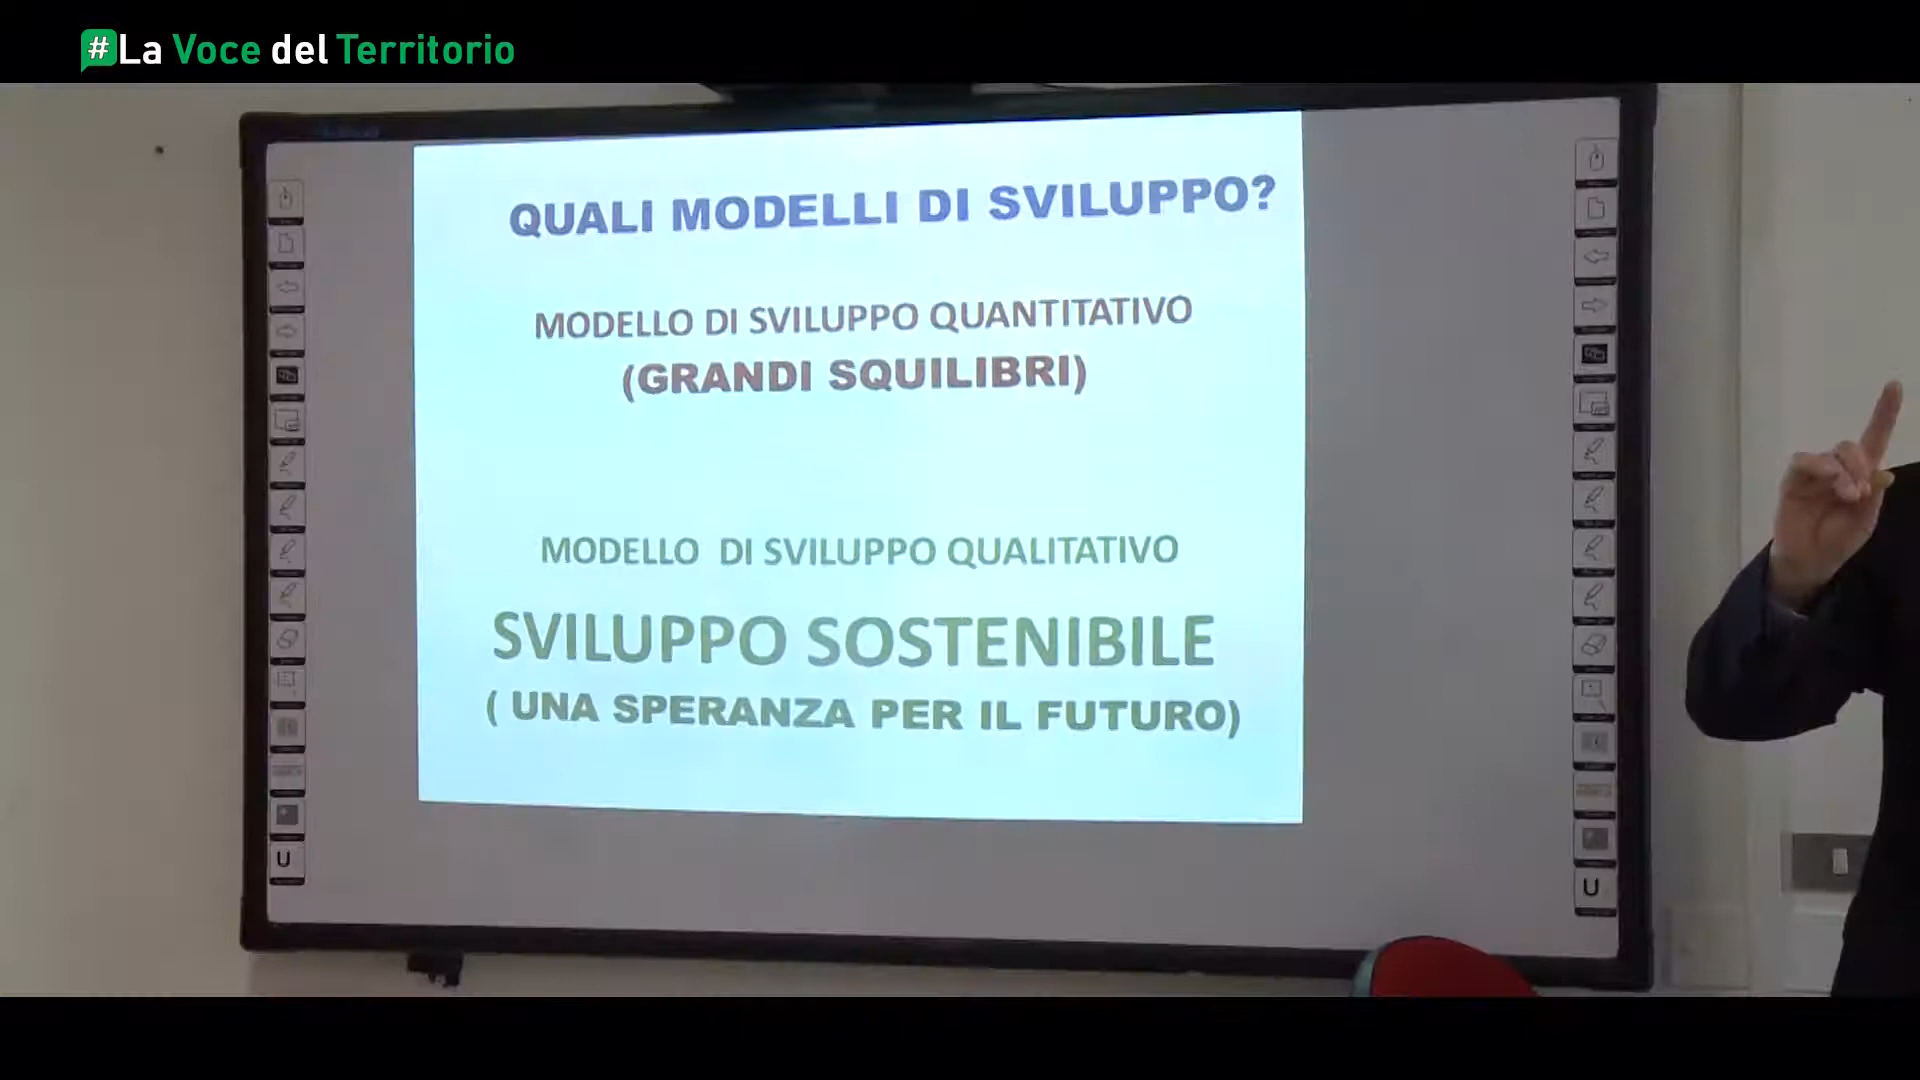 #La Voce del Territorio
QUALI MODELLI DI SVILUPPO?
MODELLO DI SVILUPPO QUANTITATIVO
(GRANDI SQUILIBRI)
MODELLO DI SVILUPPO QUALITATIVO
SVILUPPO SOSTENIBILE
( UNA SPERANZA PER IL FUTURO)
U
U